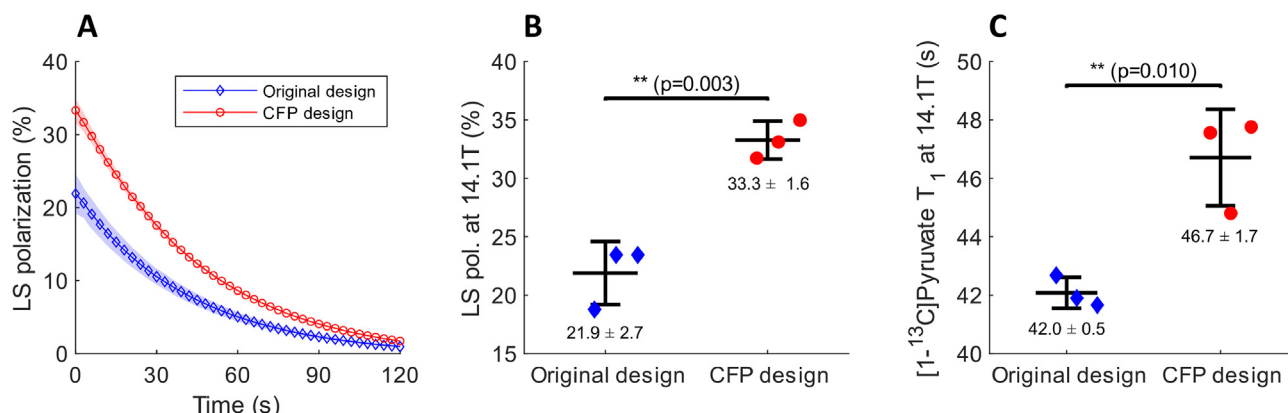 A
LS polarization (%)
40
30
20
10
0
0 30 60 90 120
Time (s)
Original design
CFP design
B
LS pol. at 14.1T (%)
40
35
30
25
20
15
** (p=0.003)
33.3 ± 1.6
21.9 ± 2.7
Original design CFP design
C
[1-¹³C]Pyruvate T₁ at 14.1T (s)
50
48
46
44
42
40
** (p=0.010)
46.7 ± 1.7
42.0 ± 0.5
Original design CFP design